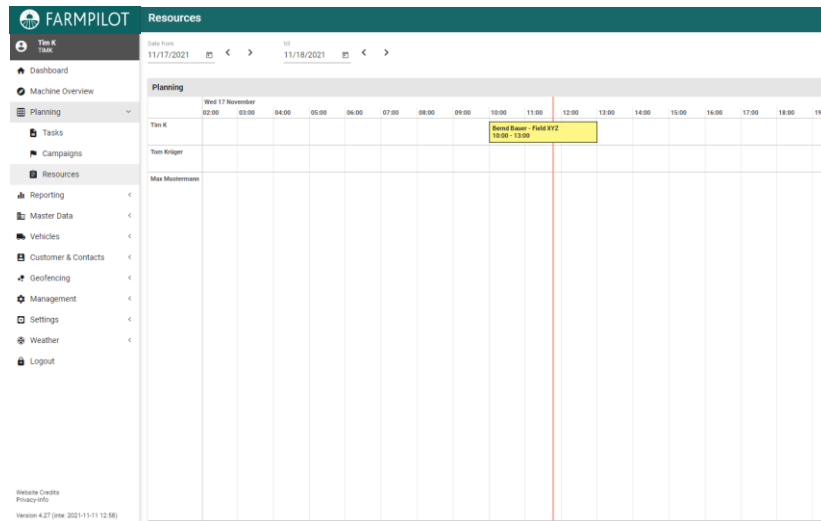 FARMPILOT
Resources
Tim K
TIMK
Date from
11/17/2021
till
11/18/2021
Dashboard
Machine Overview
Planning
Tasks
Campaigns
Resources
Reporting
Master Data
Vehicles
Customer & Contacts
Geofencing
Management
Settings
Weather
Logout
Website Credits
Privacy-Info
Version 4.27 (inte: 2021-11-11 12:58)
Planning
Wed 17 November
02:00 03:00 04:00 05:00 06:00 07:00 08:00 09:00 10:00 11:00 12:00 13:00 14:00 15:00 16:00 17:00 18:00 19
Tim K
Bernd Bauer - Field XYZ
10:00 - 13:00
Tom Krüger
Max Mustermann